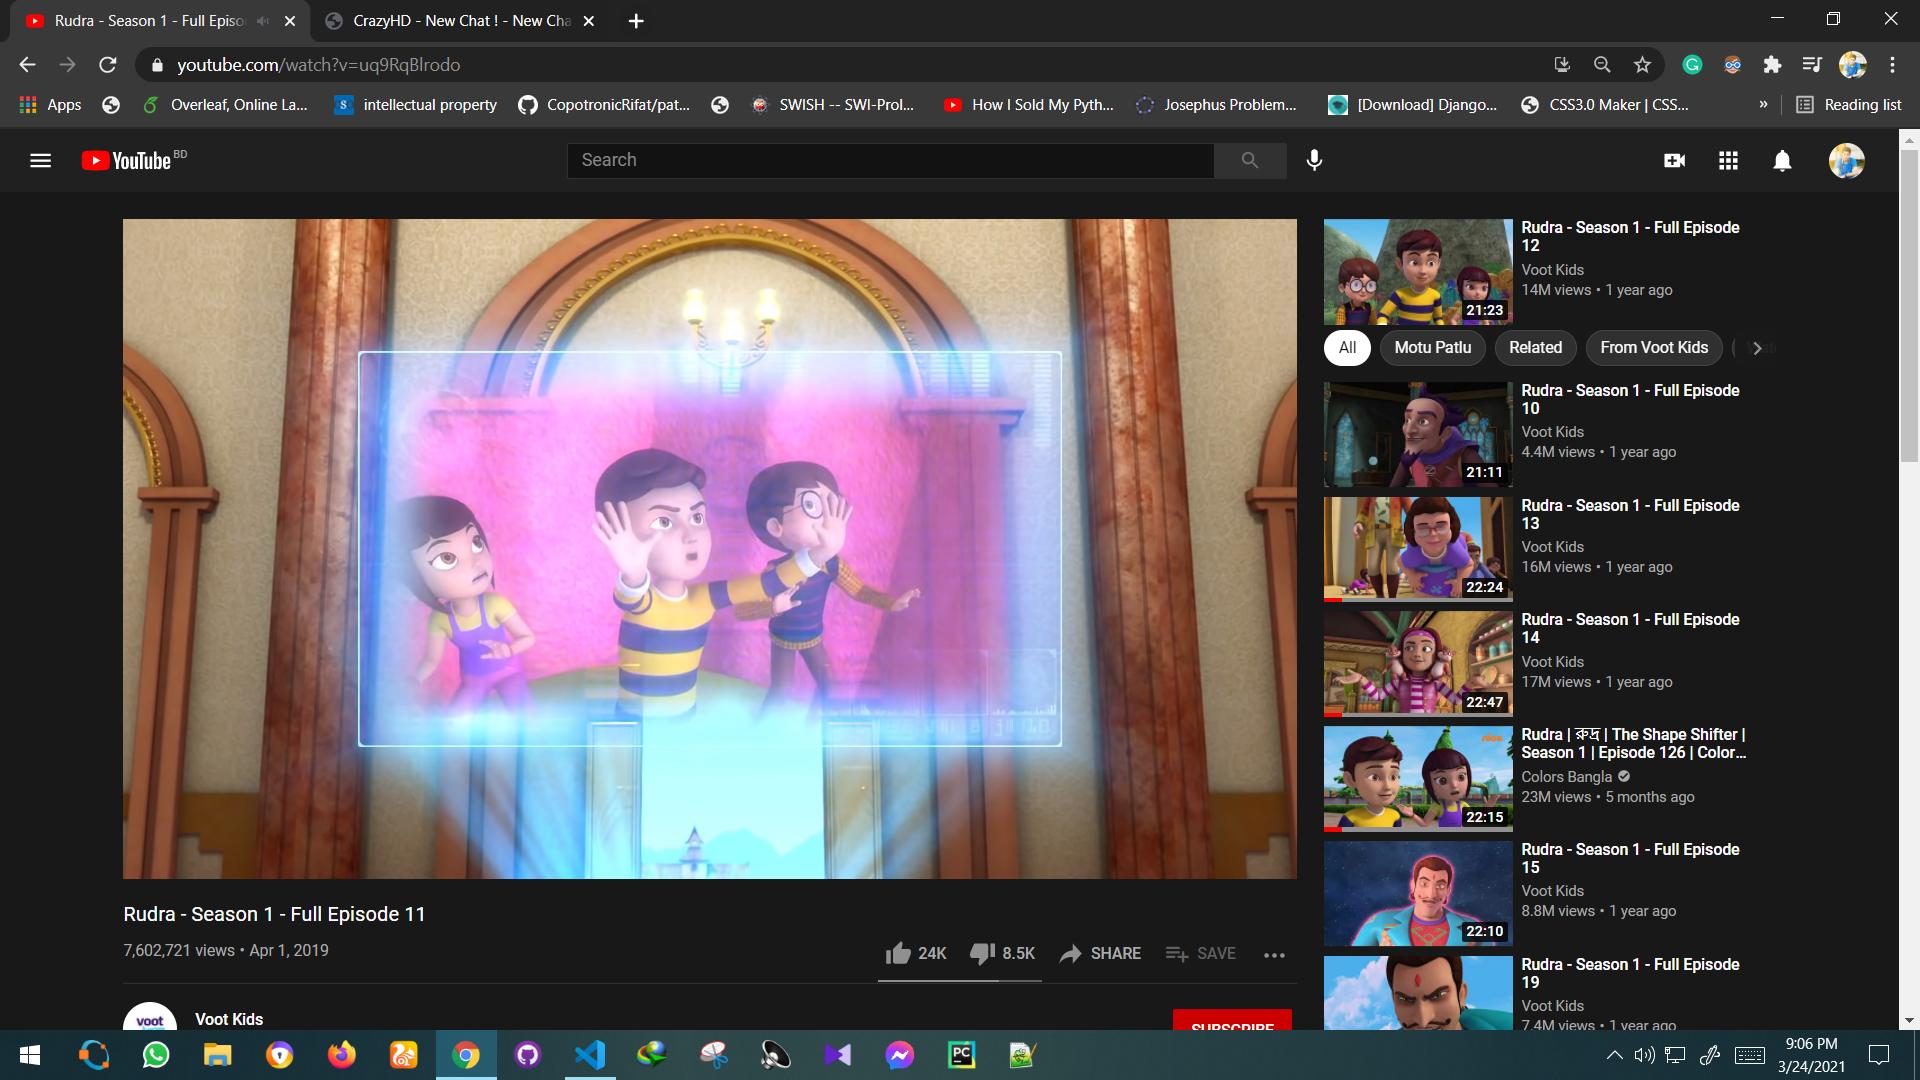 Rudra - Season 1 - Full Episo
CrazyHD - New Chat ! - New Cha
youtube.com/watch?v=uq9RqBlrodo
Apps
Overleaf, Online La...
intellectual property
CopotronicRifat/pat...
SWISH -- SWI-Prol...
How I Sold My Pyth...
Josephus Problem...
[Download] Django...
CSS3.0 Maker | CSS...
»
Reading list
YouTube BD
Search
Rudra - Season 1 - Full Episode
12
Voot Kids
14M views • 1 year ago
21:23
All
Motu Patlu
Related
From Voot Kids
Rudra - Season 1 - Full Episode
10
Voot Kids
4.4M views • 1 year ago
21:11
Rudra - Season 1 - Full Episode
13
Voot Kids
16M views • 1 year ago
22:24
Rudra - Season 1 - Full Episode
14
Voot Kids
17M views • 1 year ago
22:47
Rudra | রুদ্র | The Shape Shifter |
Season 1 | Episode 126 | Color...
Colors Bangla
23M views • 5 months ago
22:15
Rudra - Season 1 - Full Episode
15
Voot Kids
8.8M views • 1 year ago
22:10
Rudra - Season 1 - Full Episode
19
Voot Kids
7.4M views • 1 year ago
Rudra - Season 1 - Full Episode 11
7,602,721 views • Apr 1, 2019
24K
8.5K
SHARE
SAVE
voot
Voot Kids
SUBSCRIBE
PC
9:06 PM
3/24/2021